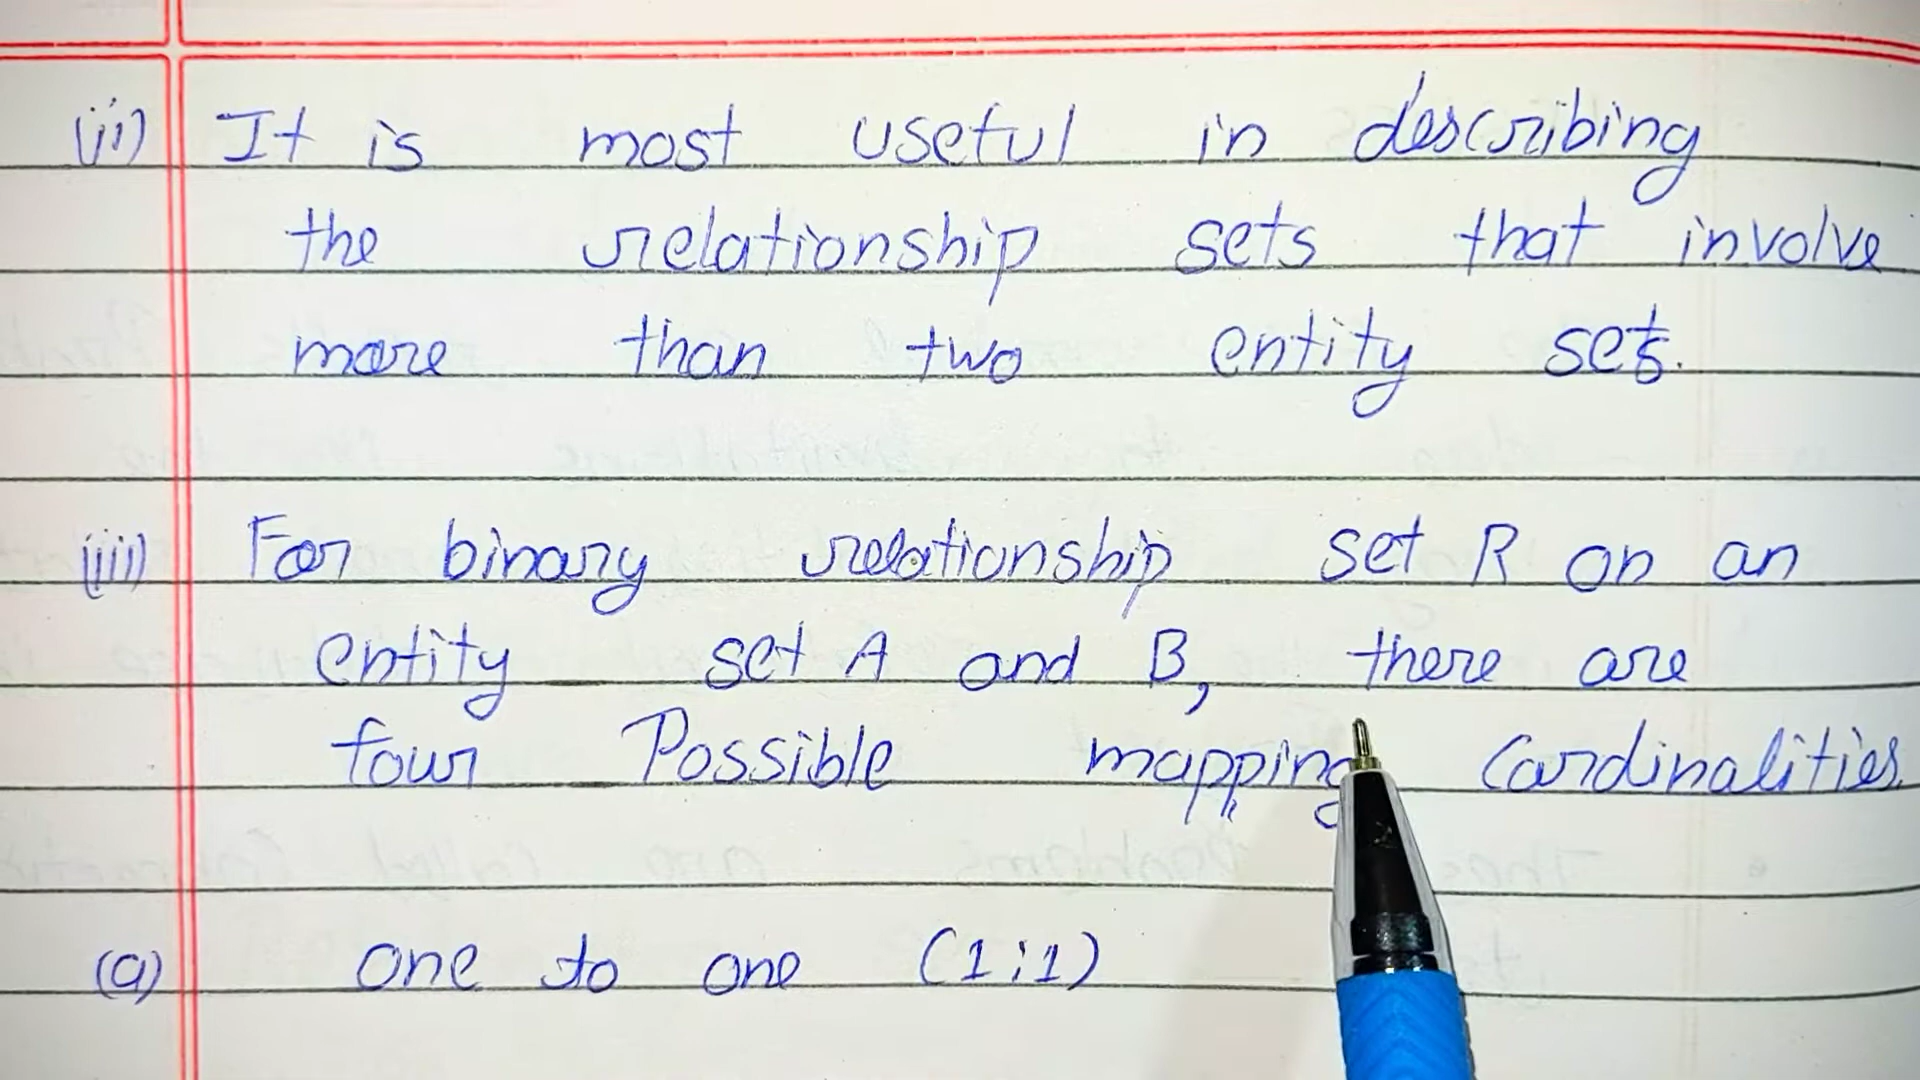 (ii) It is most useful in describing
the relationship sets that involve
more than two entity sets.
(iii) For binary relationship set R on an
entity set A and B, there are
four Possible mapping Cardinalities.
(a) one to one (1:1)